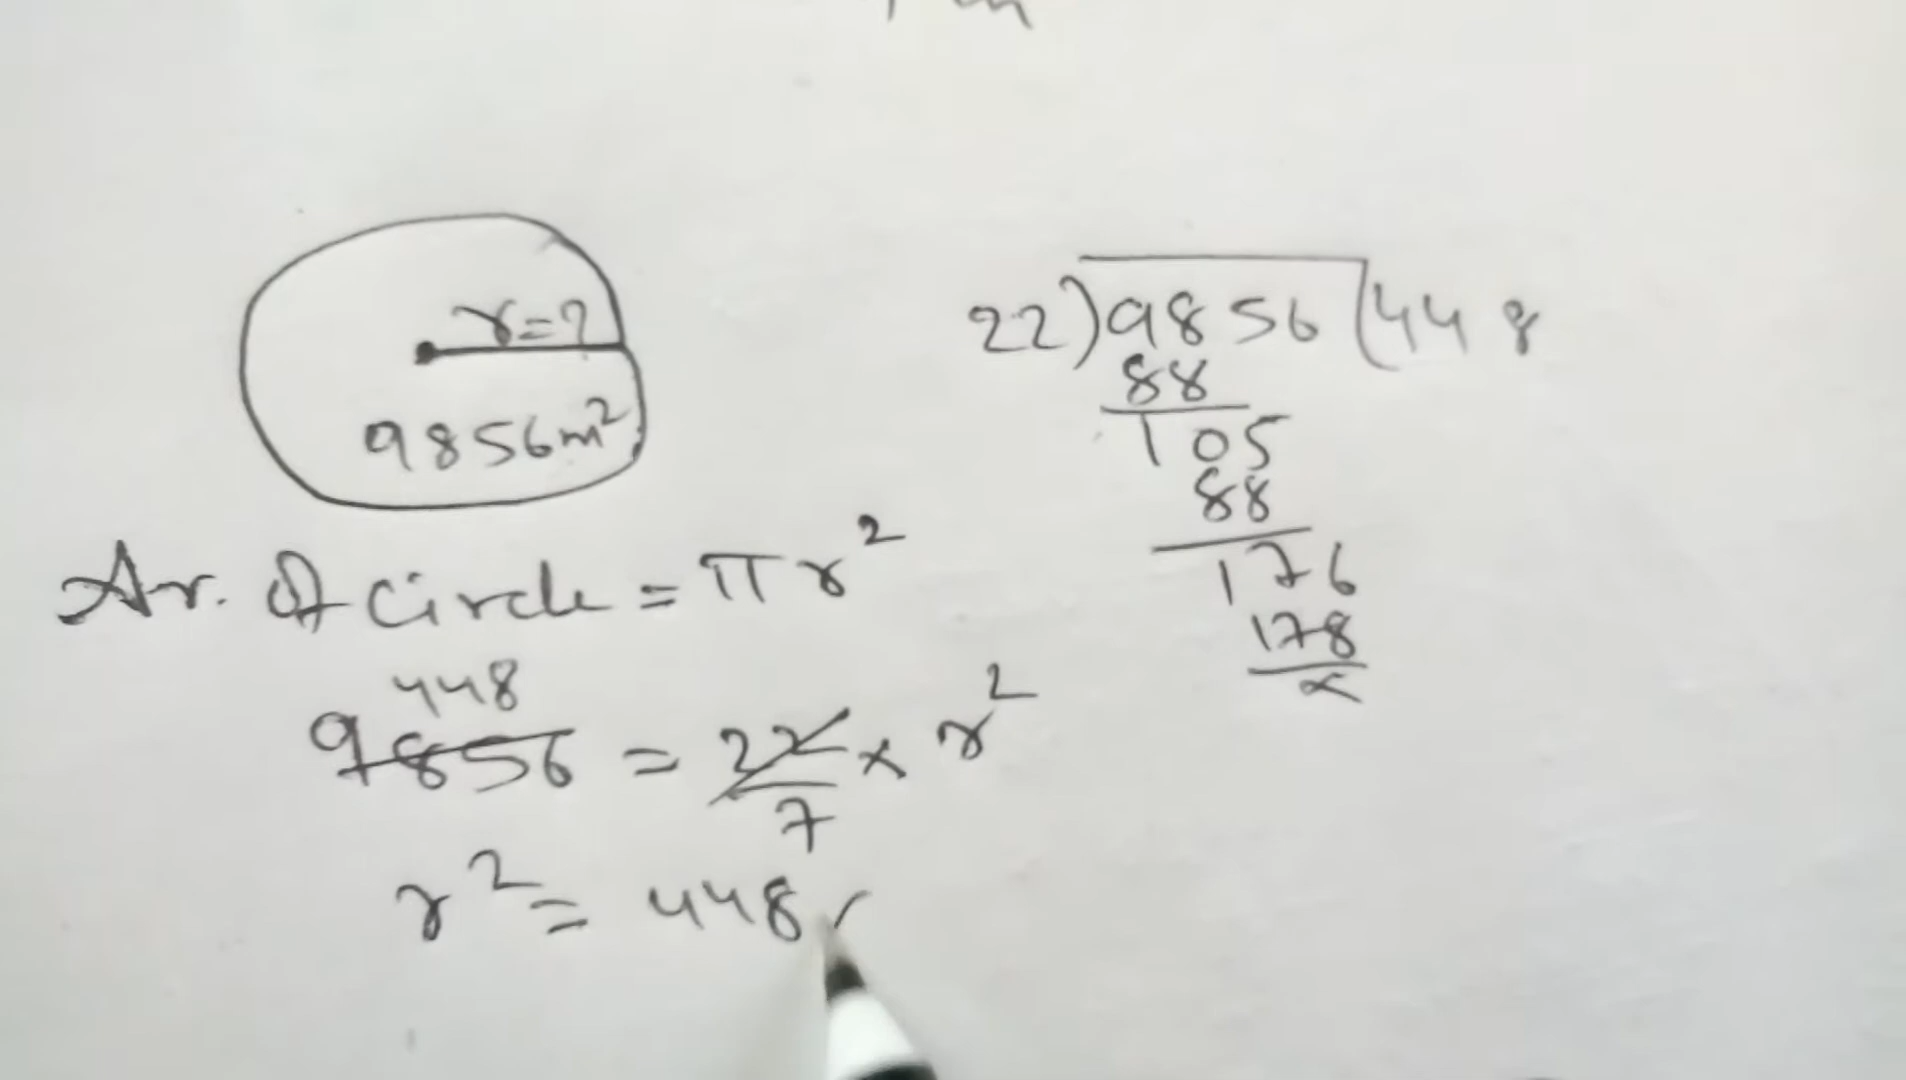 r=?
9856m²
Ar. Of Circle = πr²
448
9856 = 22/7 × r²
r² = 448
22)9856(448
88
105
88
176
178
×